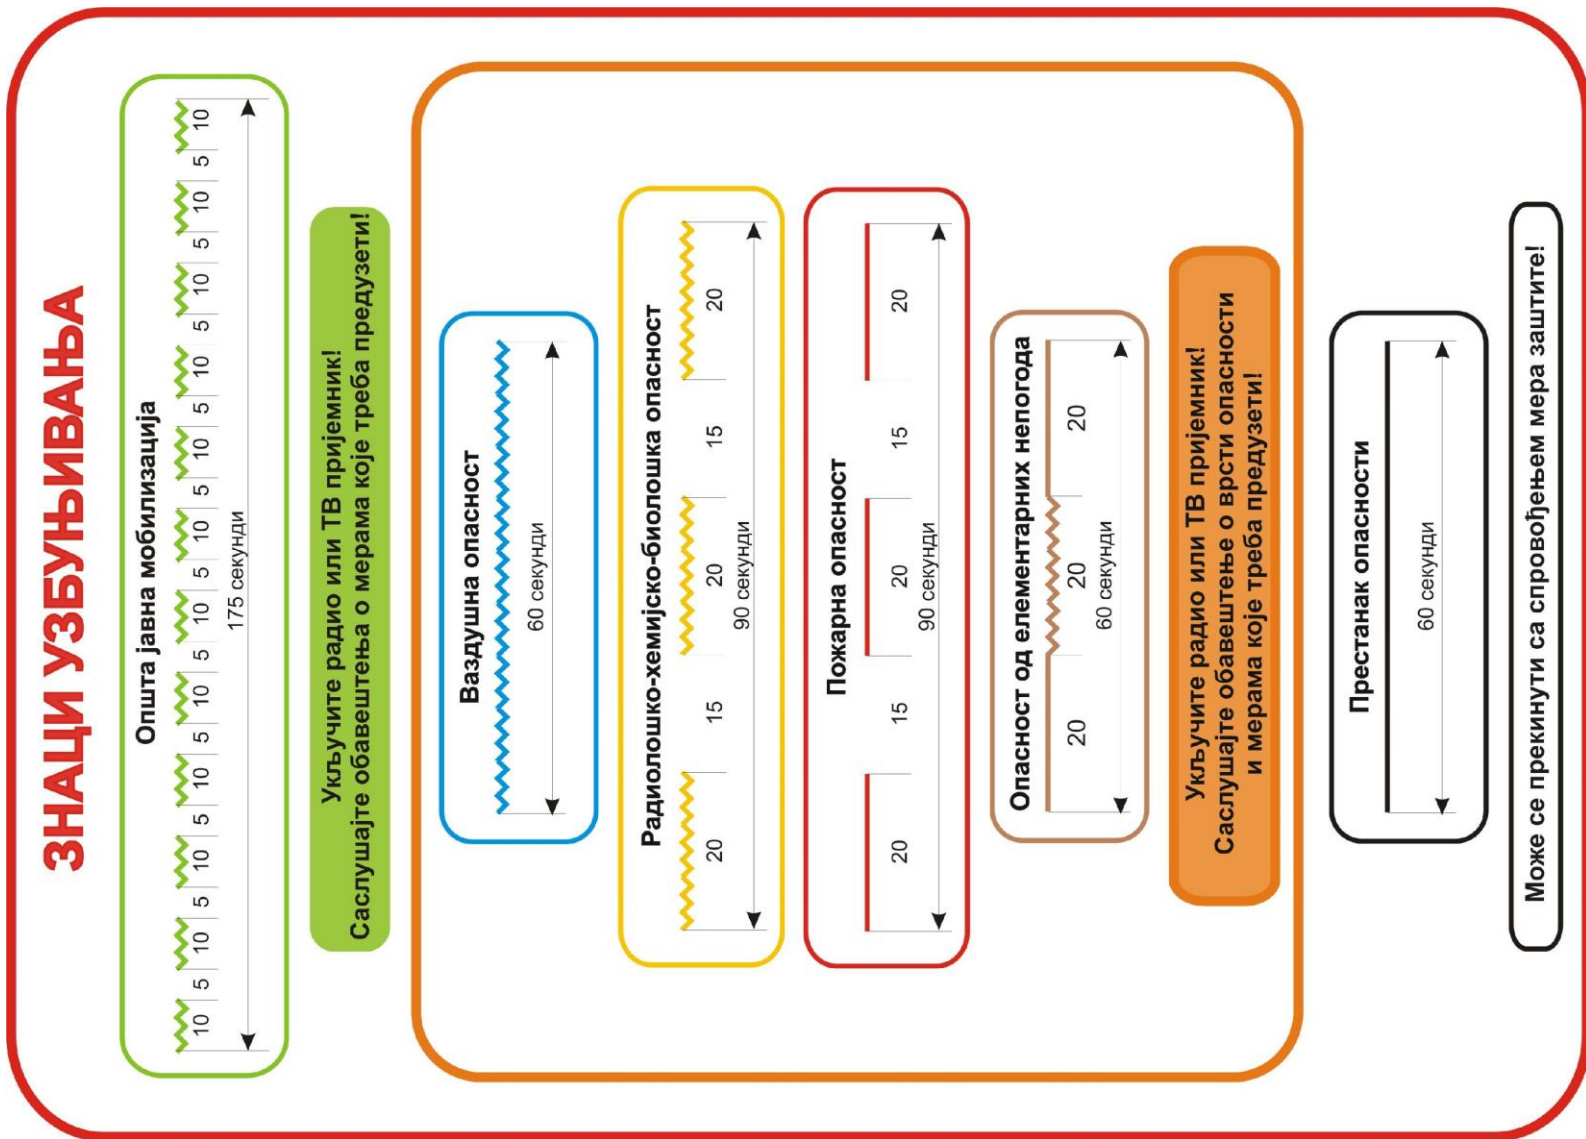 ЗНАЦИ УЗБУЊИВАЊА
Општа јавна мобилизација
10 5 10 5 10 5 10 5 10 5 10 5 10 5 10 5 10 5 10 5 10 5 10
175 секунди
Укључите радио или ТВ пријемник!
Саслушајте обавештења о мерама које треба предузети!
Ваздушна опасност
60 секунди
Радиолошко-хемијско-биолошка опасност
20 15 20 15 20
90 секунди
Пожарна опасност
20 15 20 15 20
90 секунди
Опасност од елементарних непогода
20 20 20
60 секунди
Укључите радио или ТВ пријемник!
Саслушајте обавештење о врсти опасности
и мерама које треба предузети!
Престанак опасности
60 секунди
Може се прекинути са спровођењем мера заштите!